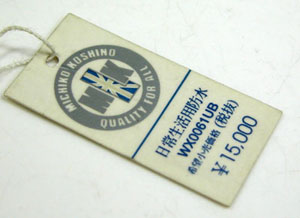 MICHIKO KOSHINO
MK
QUALITY FOR ALL
日常生活用防水
WX0061UB
希望小売価格 (税抜)
¥15,000